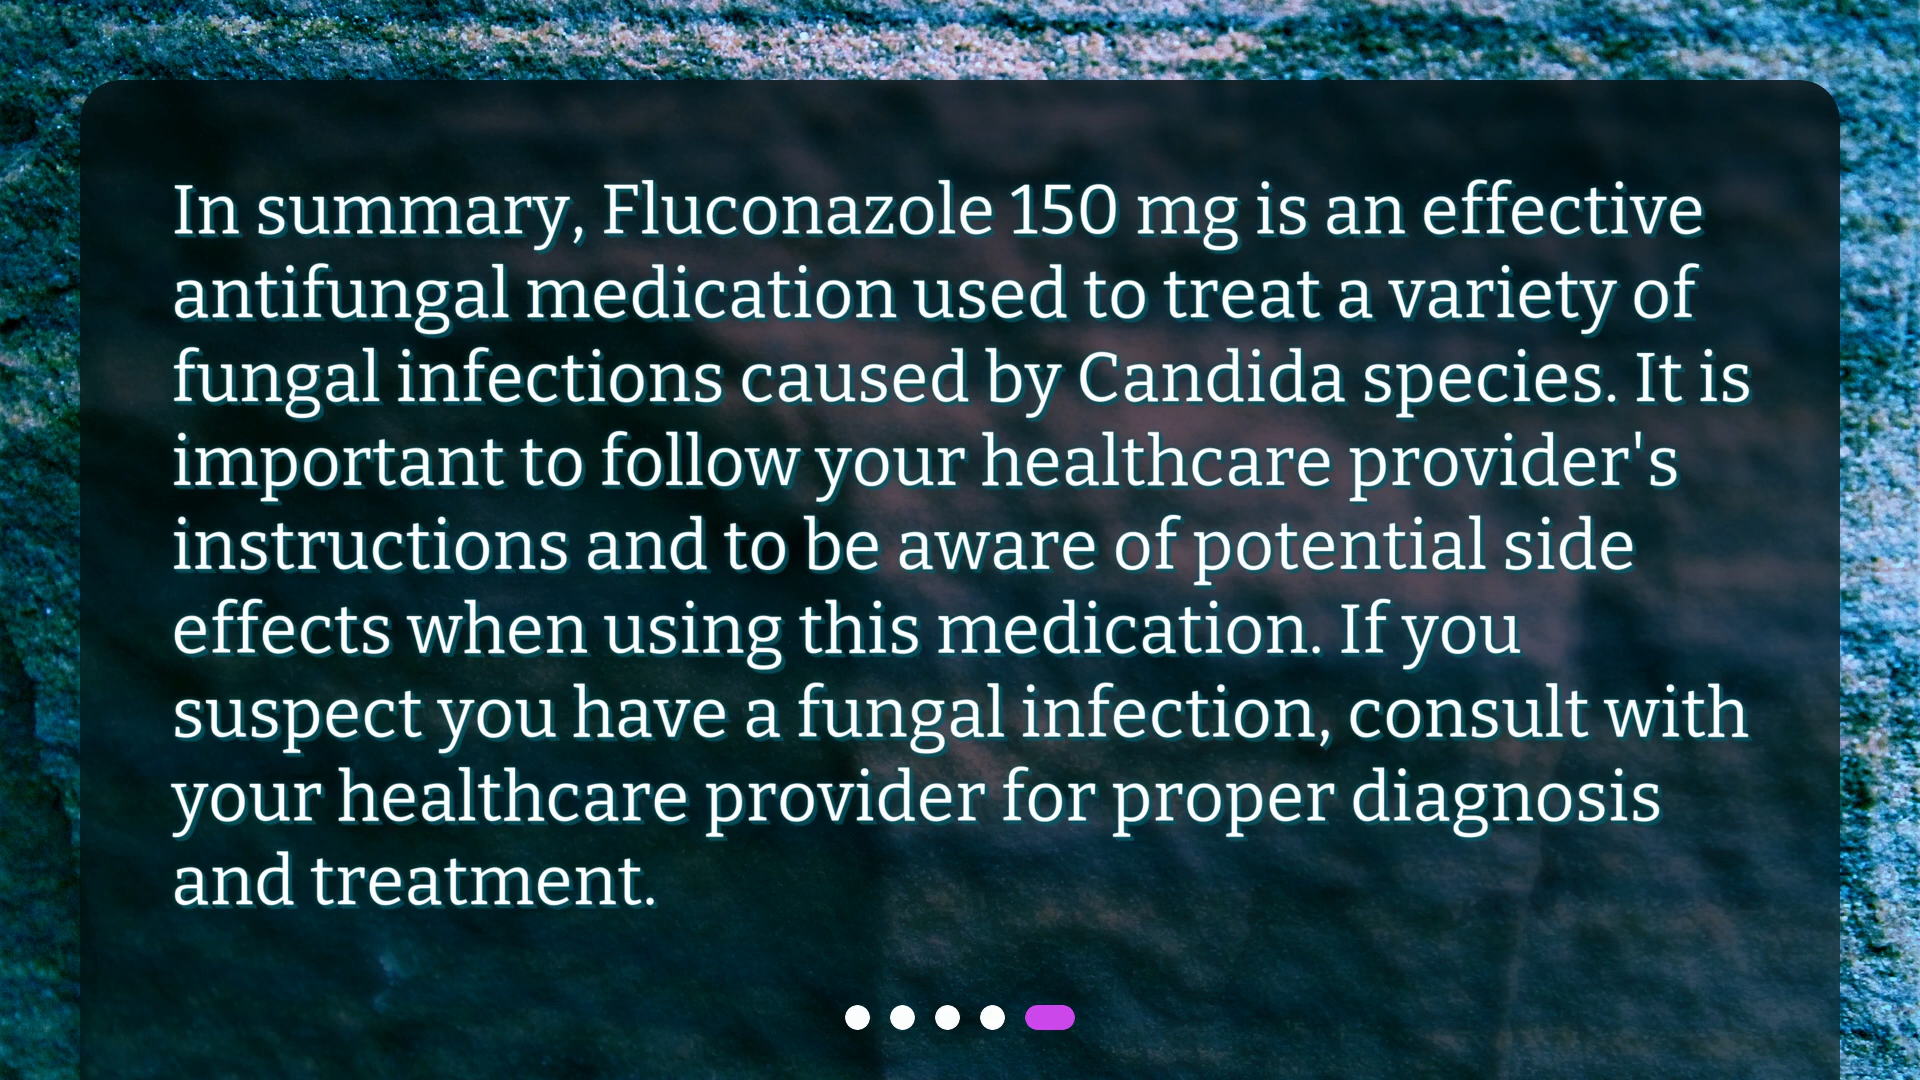 In summary, Fluconazole 150 mg is an effective
antifungal medication used to treat a variety of
fungal infections caused by Candida species. It is
important to follow your healthcare provider's
instructions and to be aware of potential side
effects when using this medication. If you
suspect you have a fungal infection, consult with
your healthcare provider for proper diagnosis
and treatment.